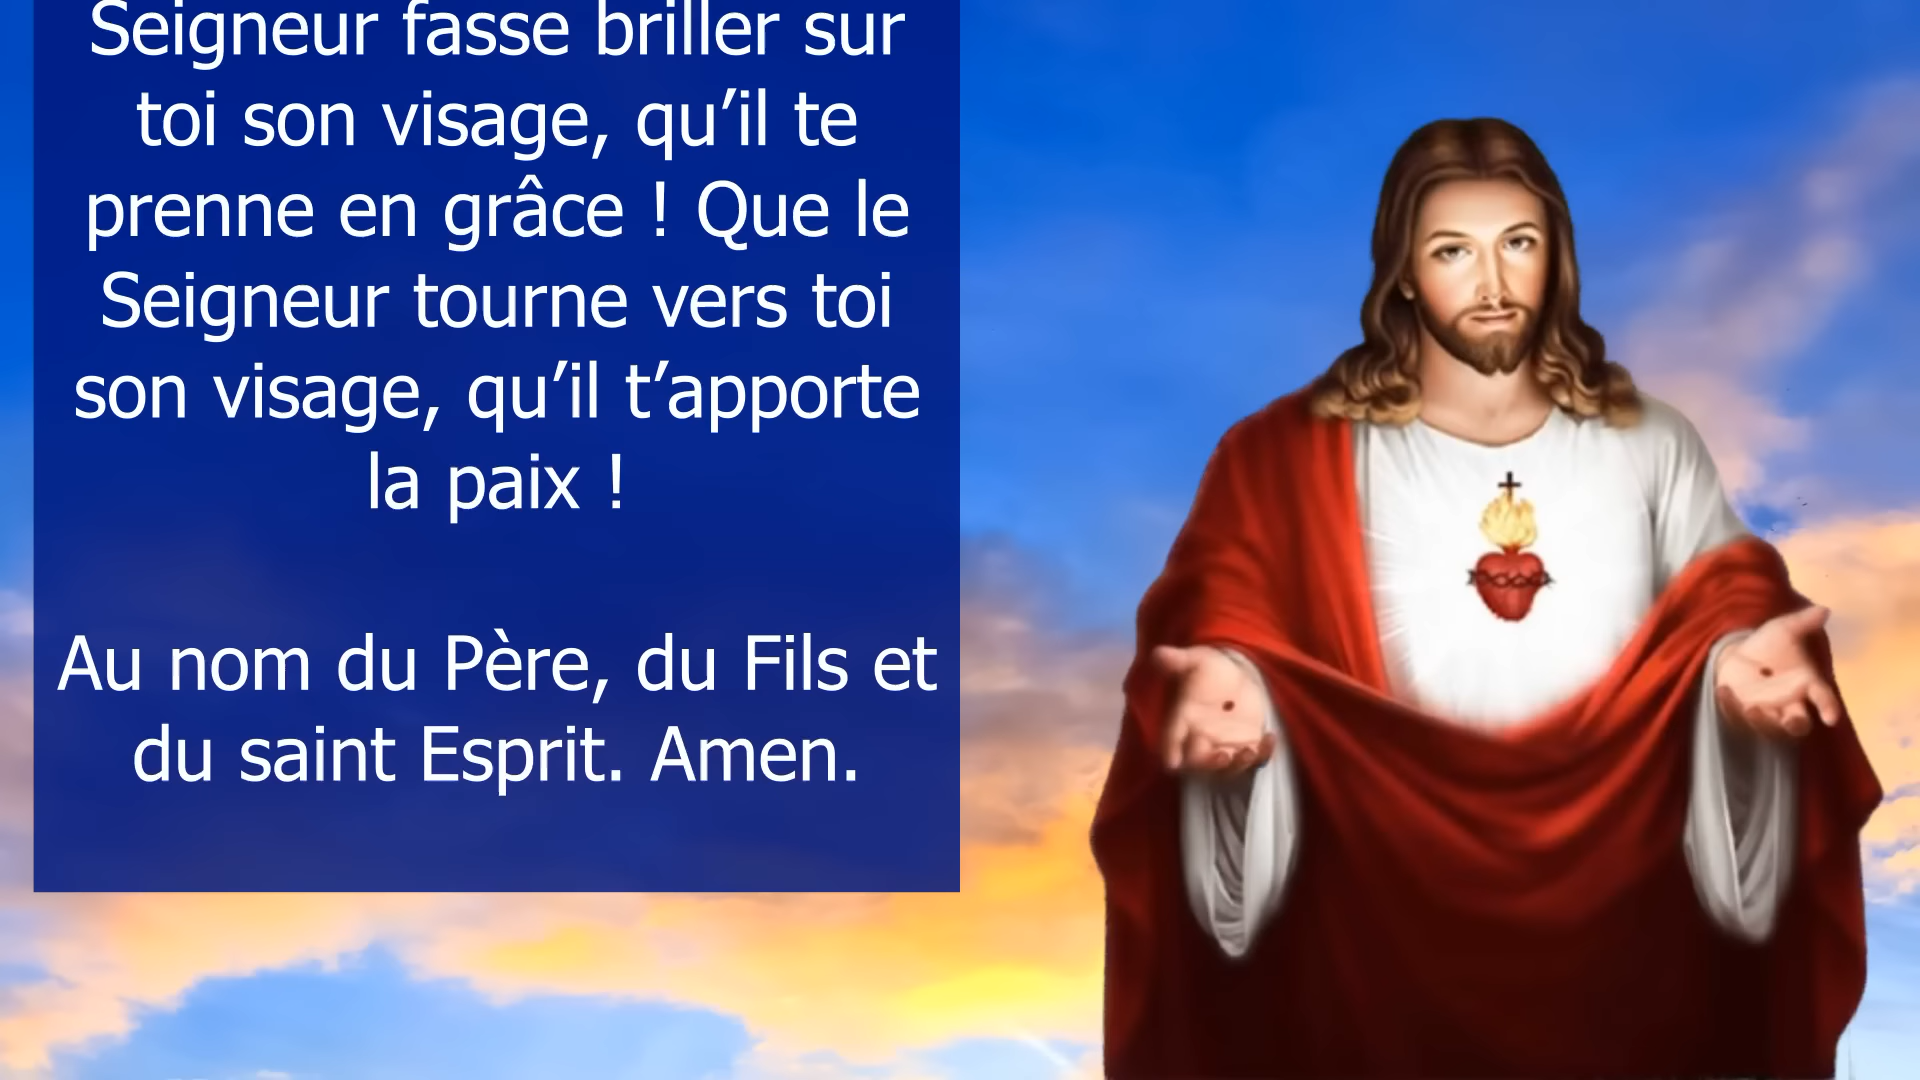 Seigneur fasse briller sur
toi son visage, qu’il te
prenne en grâce ! Que le
Seigneur tourne vers toi
son visage, qu’il t’apporte
la paix !
Au nom du Père, du Fils et
du saint Esprit. Amen.